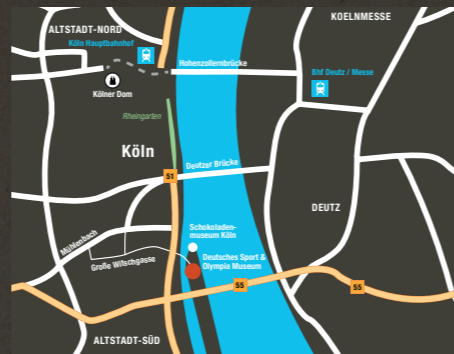 KOELNMESSE
ALTSTADT-NORD
Köln Hauptbahnhof
Hohenzollernbrücke
Bhf Deutz / Messe
Kölner Dom
Rheingarten
Köln
Deutzer Brücke
51
DEUTZ
Mühlenbach
Schokoladen-
museum Köln
Große Witschgasse
Deutsches Sport &
Olympia Museum
55
55
ALTSTADT-SÜD